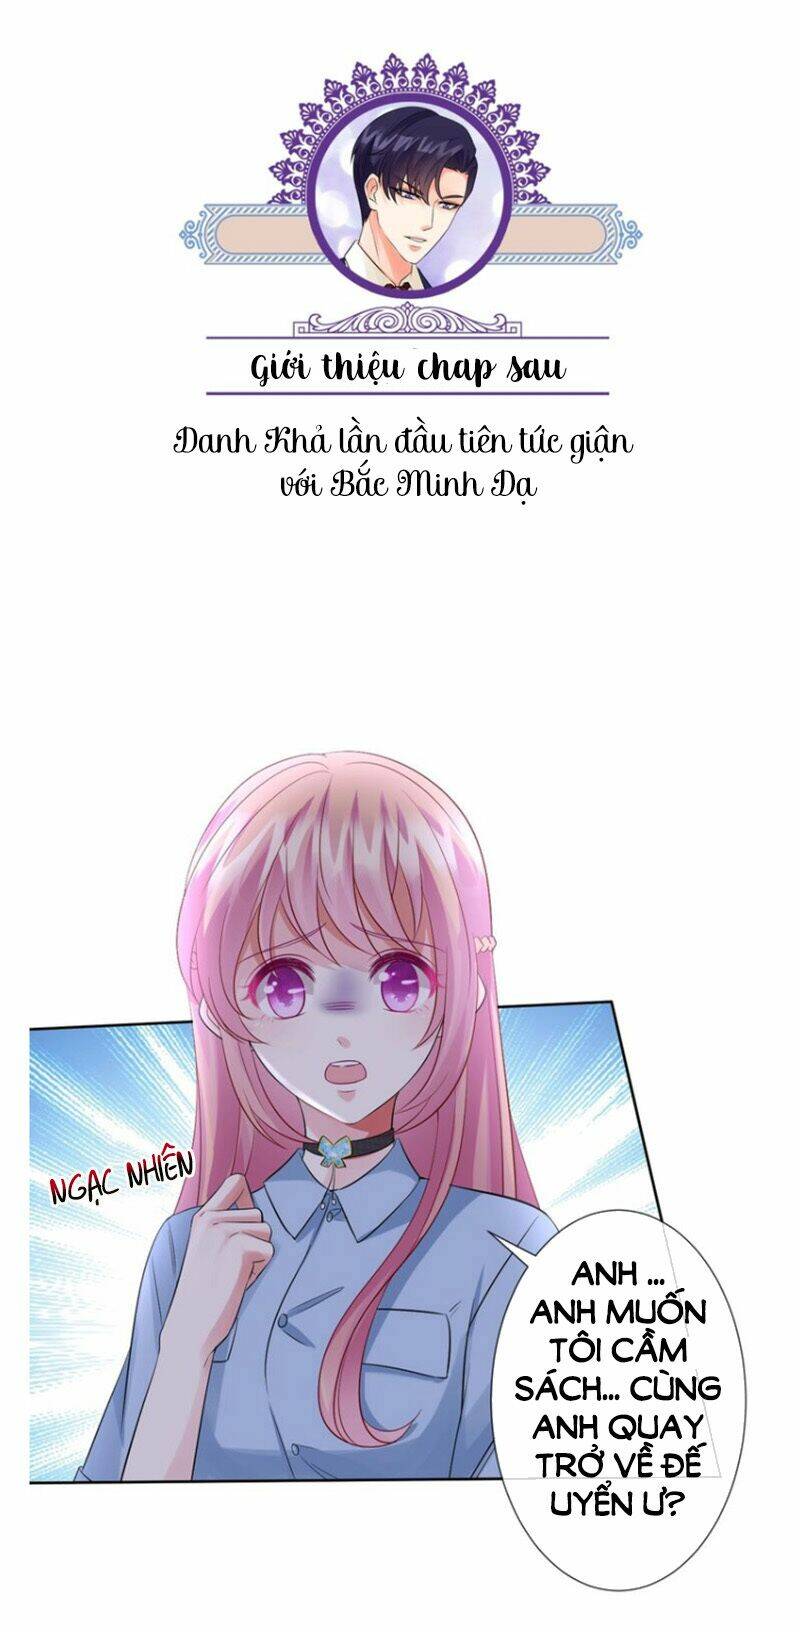 Giới thiệu chap sau
Danh Khả lần đầu tiên tức giận
với Bắc Minh Dạ
NGẠC NHIÊN
ANH ...
ANH MUỐN
TÔI CẦM
SÁCH... CÙNG
ANH QUAY
TRỞ VỀ ĐẾ
UYỂN Ư?